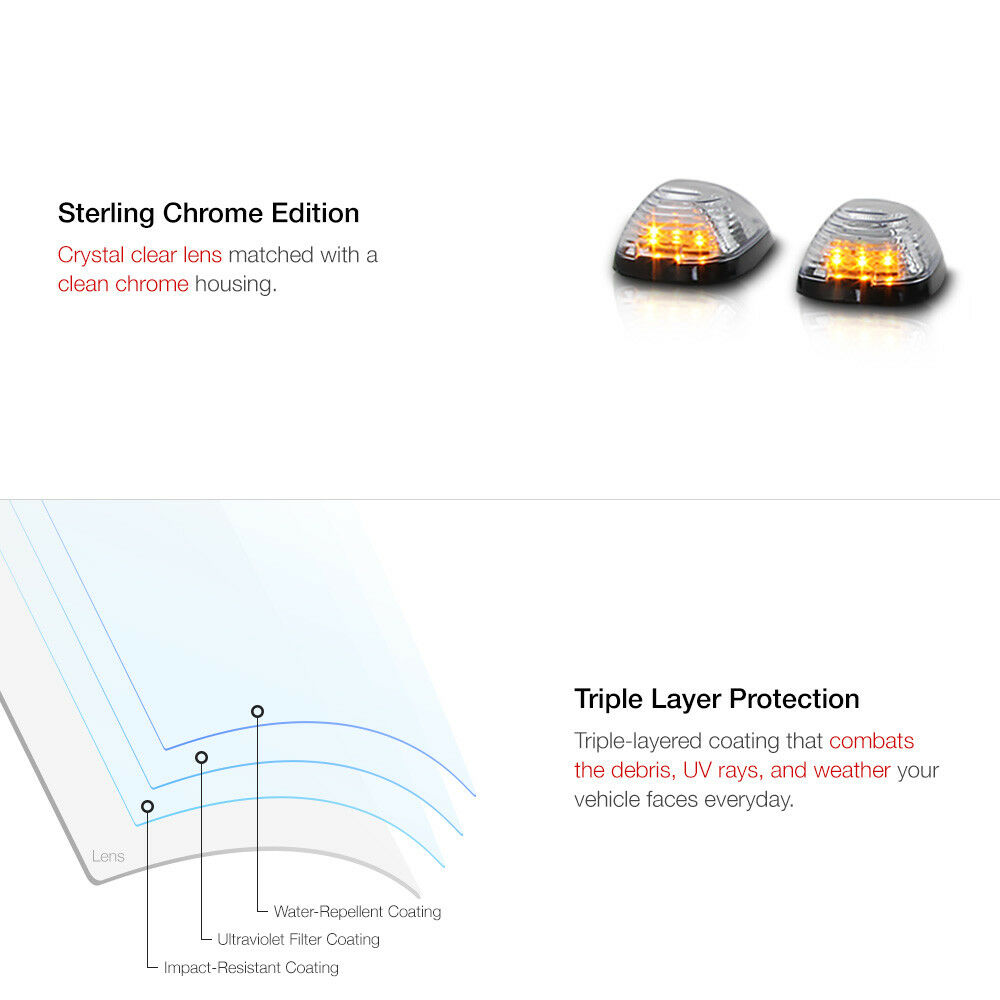 Sterling Chrome Edition
Crystal clear lens matched with a
clean chrome housing.
Triple Layer Protection
Triple-layered coating that combats
the debris, UV rays, and weather your
vehicle faces everyday.
Lens
Water-Repellent Coating
Ultraviolet Filter Coating
Impact-Resistant Coating